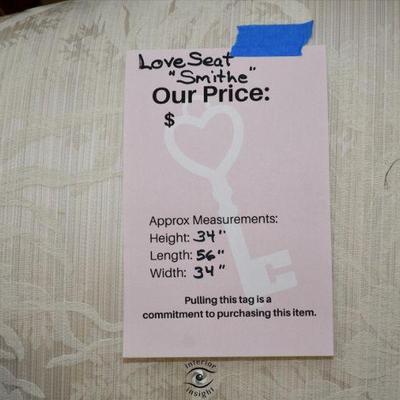 Love Seat
"Smithe"
Our Price:
$
Approx Measurements:
Height: 34"
Length: 56"
Width: 34"
Pulling this tag is a
commitment to purchasing this item.
interior
insight